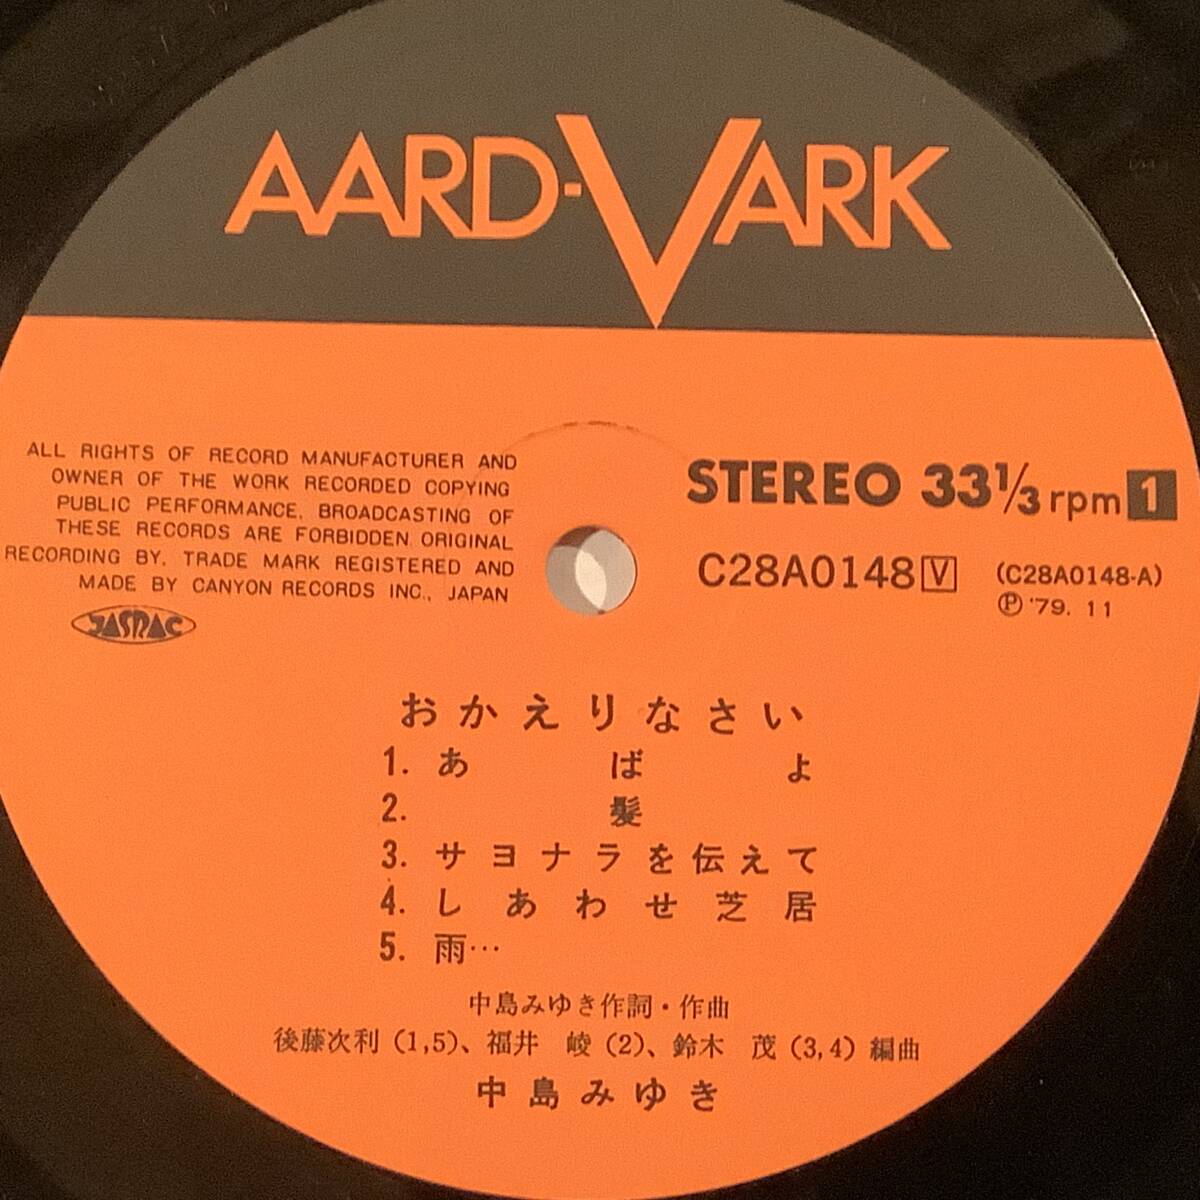 AARD-VARK
ALL RIGHTS OF RECORD MANUFACTURER AND
OWNER OF THE WORK RECORDED COPYING
PUBLIC PERFORMANCE, BROADCASTING OF
THESE RECORDS ARE FORBIDDEN. ORIGINAL
RECORDING BY. TRADE MARK REGISTERED AND
MADE BY CANYON RECORDS INC., JAPAN
JASRAC
STEREO 33 1/3 rpm 1
C28A0148 V (C28A0148-A)
Ⓟ '79. 11
おかえりなさい
1. あばよ
2. 髪
3. サヨナラを伝えて
4. しあわせ芝居
5. 雨…
中島みゆき作詞・作曲
後藤次利 (1,5)、福井 崚 (2)、鈴木 茂 (3,4) 編曲
中島みゆき